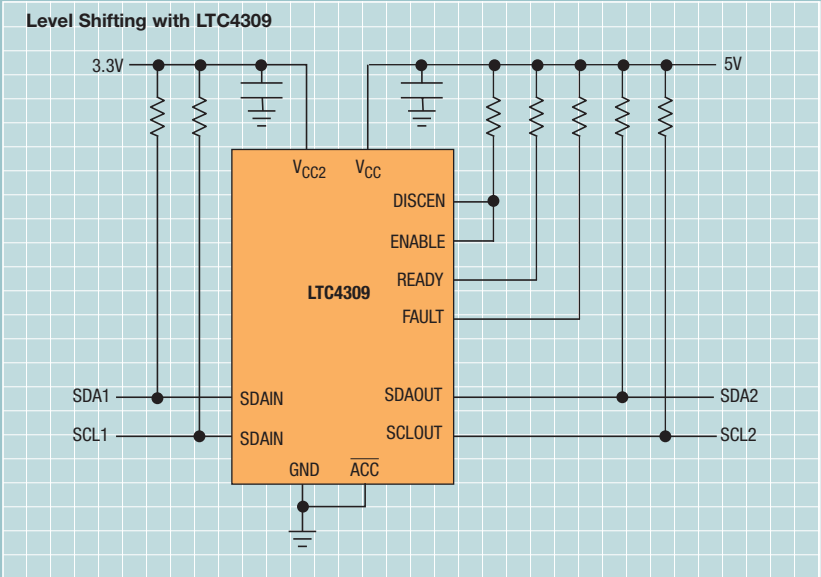 Level Shifting with LTC4309
3.3V
5V
VCC2
VCC
DISCEN
ENABLE
READY
FAULT
LTC4309
SDA1
SDAIN
SDAOUT
SDA2
SCL1
SDAIN
SCLOUT
SCL2
GND
ACC